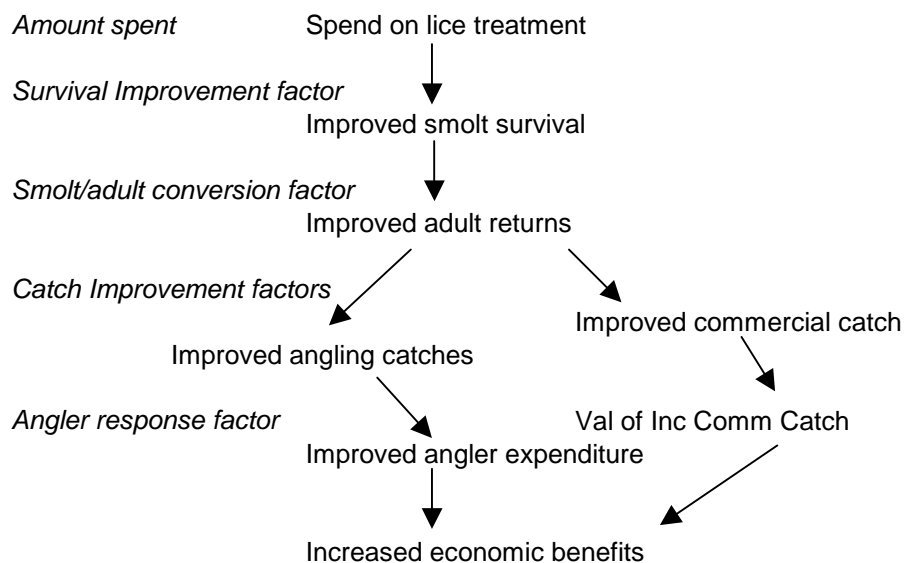 Amount spent Spend on lice treatment
Survival Improvement factor
Improved smolt survival
Smolt/adult conversion factor
Improved adult returns
Catch Improvement factors
Improved commercial catch
Improved angling catches
Angler response factor Val of Inc Comm Catch
Improved angler expenditure
Increased economic benefits